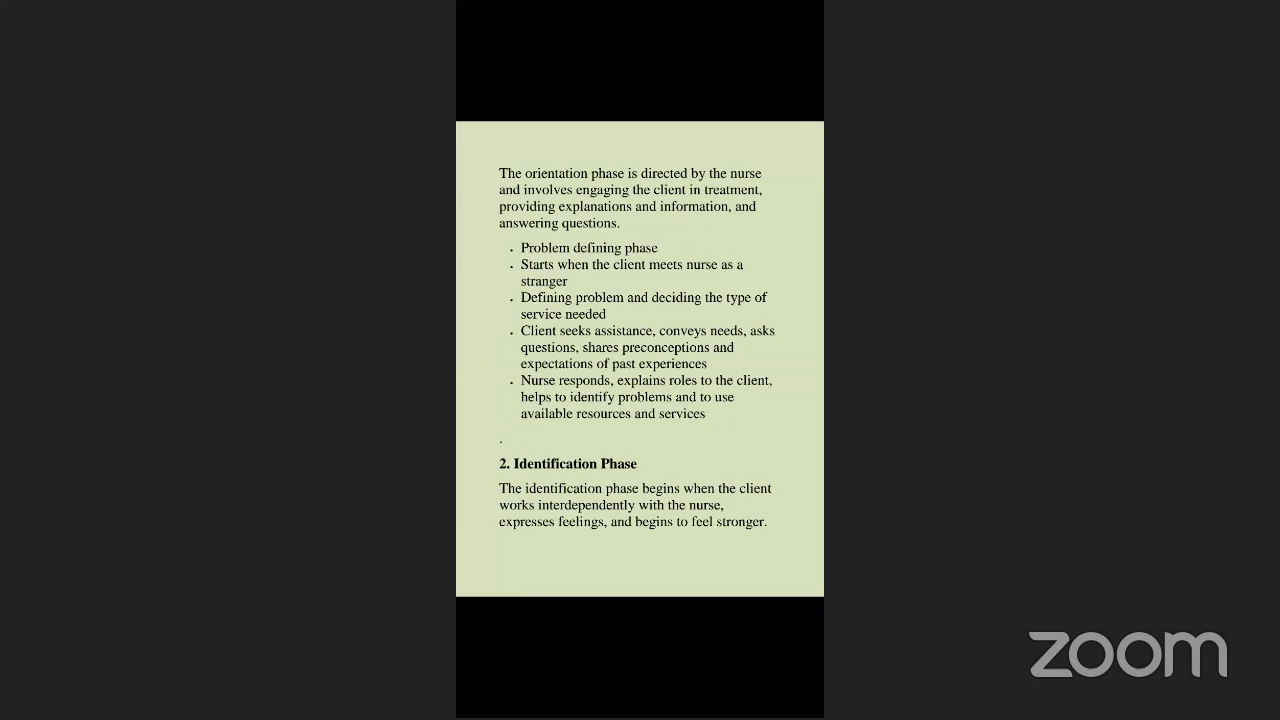 The orientation phase is directed by the nurse
and involves engaging the client in treatment,
providing explanations and information, and
answering questions.
. Problem defining phase
. Starts when the client meets nurse as a
stranger
. Defining problem and deciding the type of
service needed
. Client seeks assistance, conveys needs, asks
questions, shares preconceptions and
expectations of past experiences
. Nurse responds, explains roles to the client,
helps to identify problems and to use
available resources and services
.
2. Identification Phase
The identification phase begins when the client
works interdependently with the nurse,
expresses feelings, and begins to feel stronger.
zoom